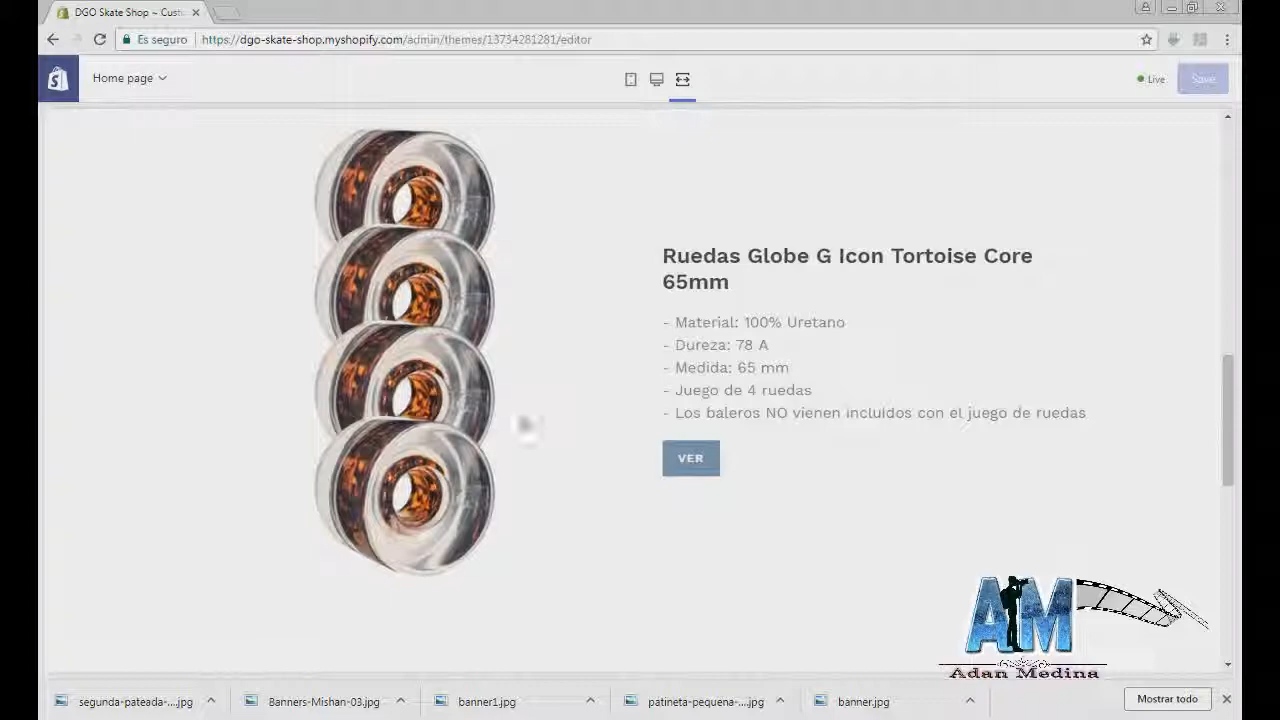 DGO Skate Shop ~ Cust
Es seguro
https://dgo-skate-shop.myshopify.com/admin/themes/13734281281/editor
Home page
Live
Save
Ruedas Globe G Icon Tortoise Core
65mm
- Material: 100% Uretano
- Dureza: 78 A
- Medida: 65 mm
- Juego de 4 ruedas
- Los baleros NO vienen incluidos con el juego de ruedas
VER
AM
Adan Medina
segunda-pateada-...jpg
Banners-Mishan-03.jpg
banner1.jpg
patineta-pequena-...jpg
banner.jpg
Mostrar todo